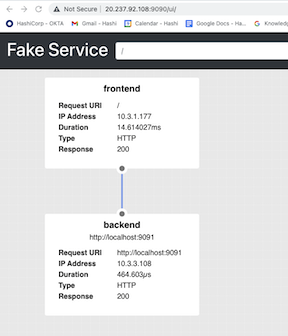 Not Secure | 20.237.92.108:9090/ui/
HashiCorp - OKTA Gmail - Hashi Calendar - Hashi Google Docs - Ha...
Fake Service /
frontend
Request URI /
IP Address 10.3.1.177
Duration 14.614027ms
Type HTTP
Response 200
backend
http://localhost:9091
Request URI http://localhost:9091
IP Address 10.3.3.108
Duration 464.603µs
Type HTTP
Response 200